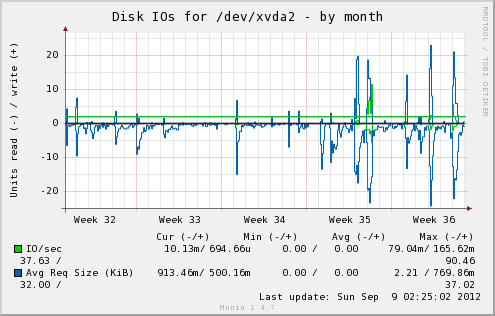 Disk IOs for /dev/xvda2 - by month
RRDTOOL / TOBI OETIKER
Units read (-) / write (+)
20
10
0
-10
-20
Week 32 Week 33 Week 34 Week 35 Week 36
Cur (-/+) Min (-/+) Avg (-/+) Max (-/+)
IO/sec 10.13m/ 694.66u 0.00 / 0.00 79.04m/ 165.62m
37.63 / 90.46
Avg Req Size (KiB) 913.46m/ 500.16m 0.00 / 0.00 2.21 / 769.86m
32.00 / 37.02
Last update: Sun Sep 9 02:25:02 2012
Munin 1.4.7